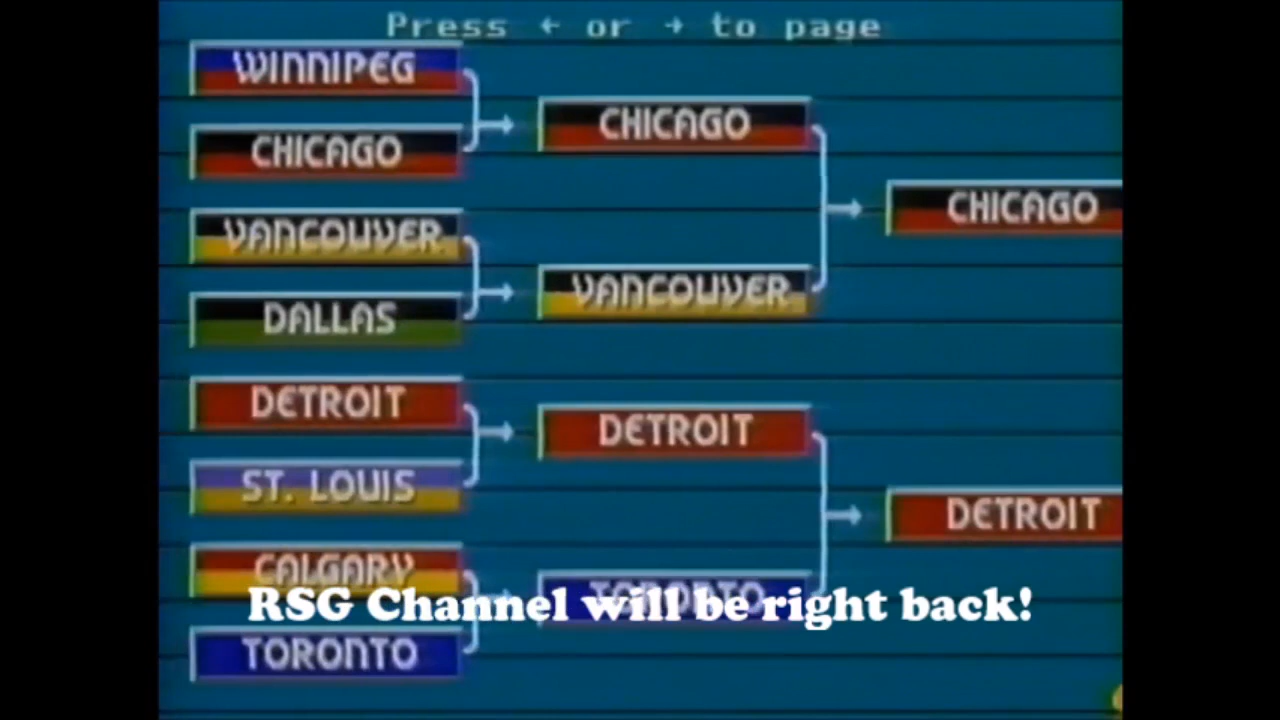 Press ← or → to page
WINNIPEG
CHICAGO
CHICAGO
CHICAGO
VANCOUVER
VANCOUVER
DALLAS
DETROIT
DETROIT
ST. LOUIS
DETROIT
CALGARY
TORONTO
RSG Channel will be right back!
TORONTO